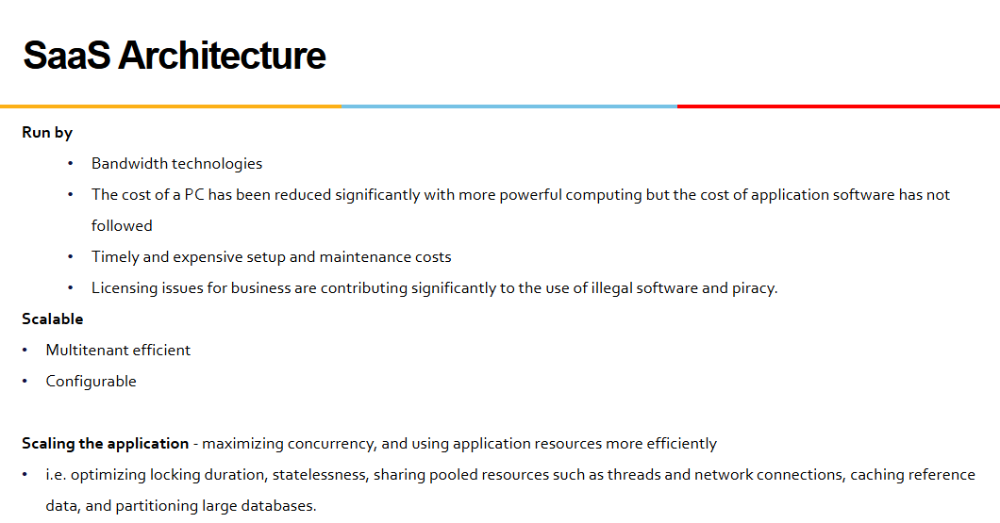 SaaS Architecture
Run by
• Bandwidth technologies
• The cost of a PC has been reduced significantly with more powerful computing but the cost of application software has not
followed
• Timely and expensive setup and maintenance costs
• Licensing issues for business are contributing significantly to the use of illegal software and piracy.
Scalable
• Multitenant efficient
• Configurable
Scaling the application - maximizing concurrency, and using application resources more efficiently
• i.e. optimizing locking duration, statelessness, sharing pooled resources such as threads and network connections, caching reference
data, and partitioning large databases.